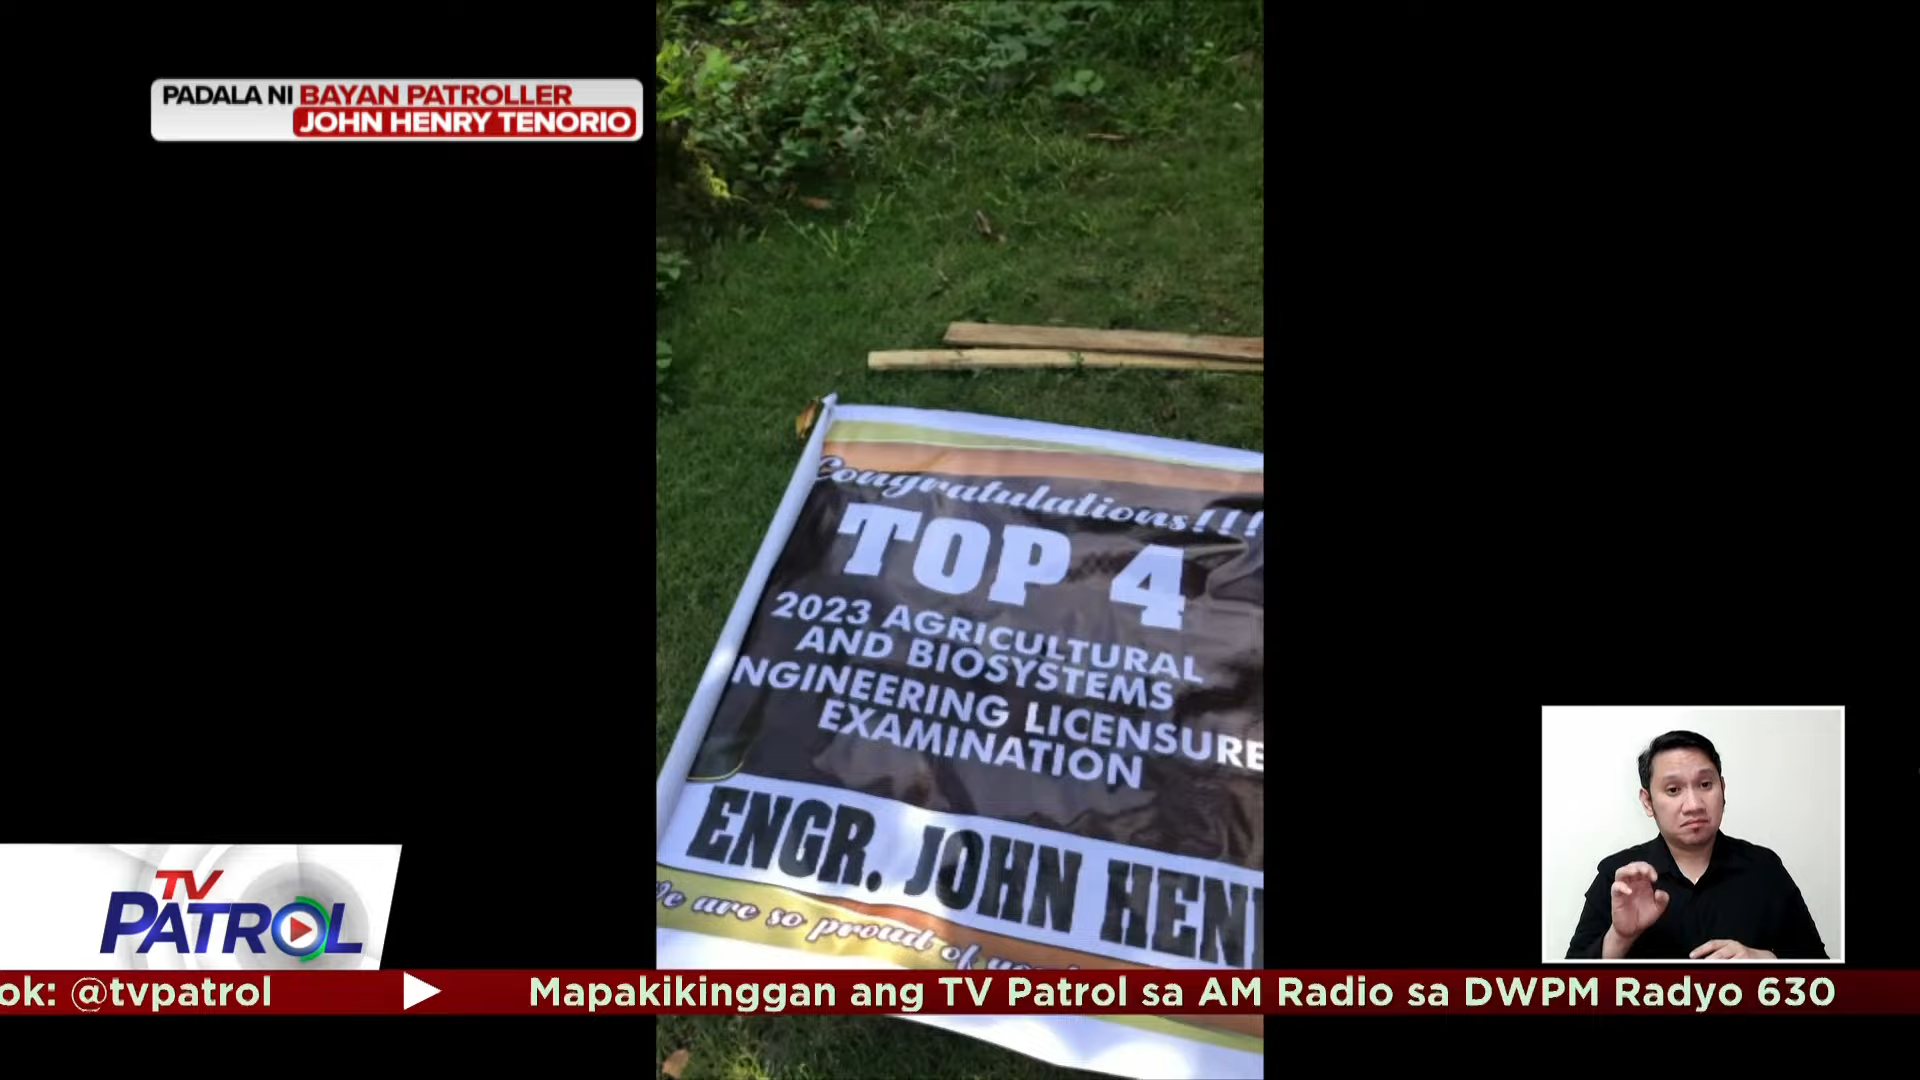 PADALA NI BAYAN PATROLLER
JOHN HENRY TENORIO
Congratulations!!!
TOP 4
2023 AGRICULTURAL
AND BIOSYSTEMS
NGINEERING LICENSURE
EXAMINATION
ENGR. JOHN HEN
are so proud of
TV
PATROL
ok: @tvpatrol
Mapakikinggan ang TV Patrol sa AM Radio sa DWPM Radyo 630